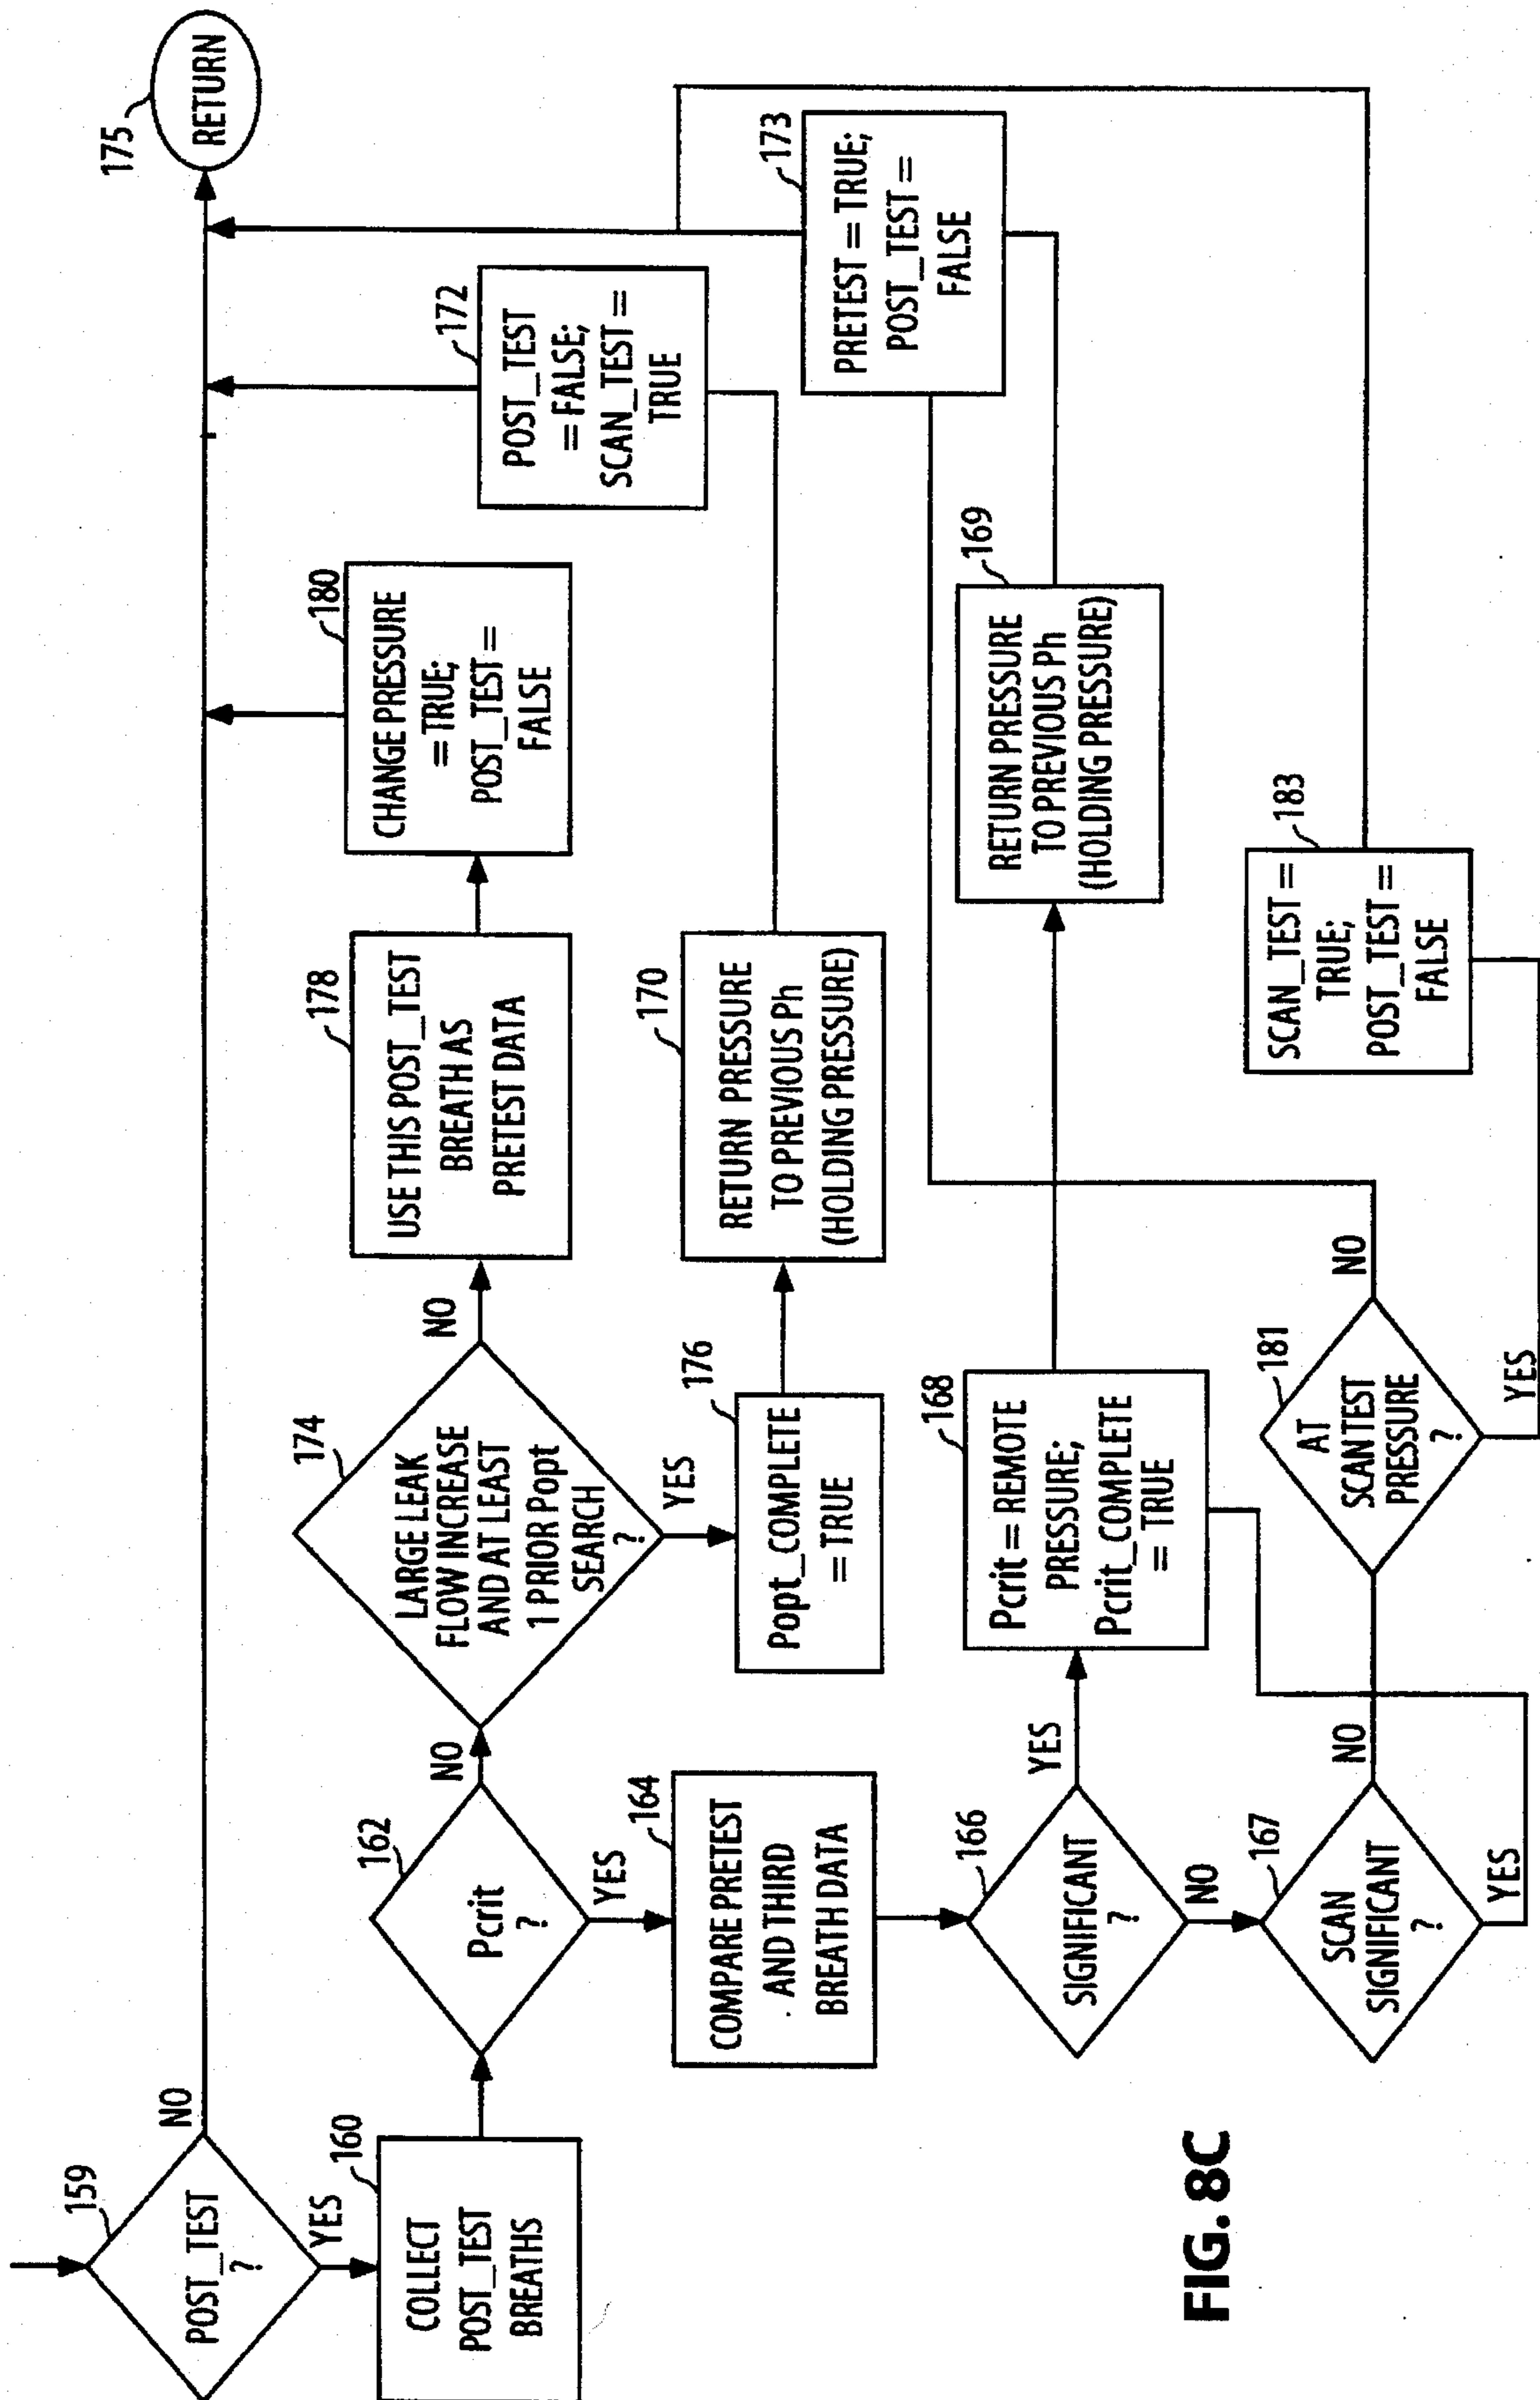 159
POST_TEST
?
NO
YES
175
RETURN
160
COLLECT
POST_TEST
BREATHS
162
Pcrit
?
NO
YES
174
LARGE LEAK
FLOW INCREASE
AND AT LEAST
1 PRIOR Popt
SEARCH
?
NO
YES
178
USE THIS POST_TEST
BREATH AS
PRETEST DATA
180
CHANGE PRESSURE
= TRUE;
POST_TEST =
FALSE
176
Popt_COMPLETE
= TRUE
170
RETURN PRESSURE
TO PREVIOUS Ph
(HOLDING PRESSURE)
172
POST_TEST
= FALSE;
SCAN_TEST =
TRUE
164
COMPARE PRETEST
AND THIRD
BREATH DATA
166
SIGNIFICANT
?
YES
NO
168
Pcrit = REMOTE
PRESSURE;
Pcrit_COMPLETE
= TRUE
169
RETURN PRESSURE
TO PREVIOUS Ph
(HOLDING PRESSURE)
173
PRETEST = TRUE;
POST_TEST =
FALSE
167
SCAN
SIGNIFICANT
?
NO
YES
181
AT
SCAN TEST
PRESSURE
?
NO
YES
183
SCAN_TEST =
TRUE;
POST_TEST =
FALSE
FIG. 8C